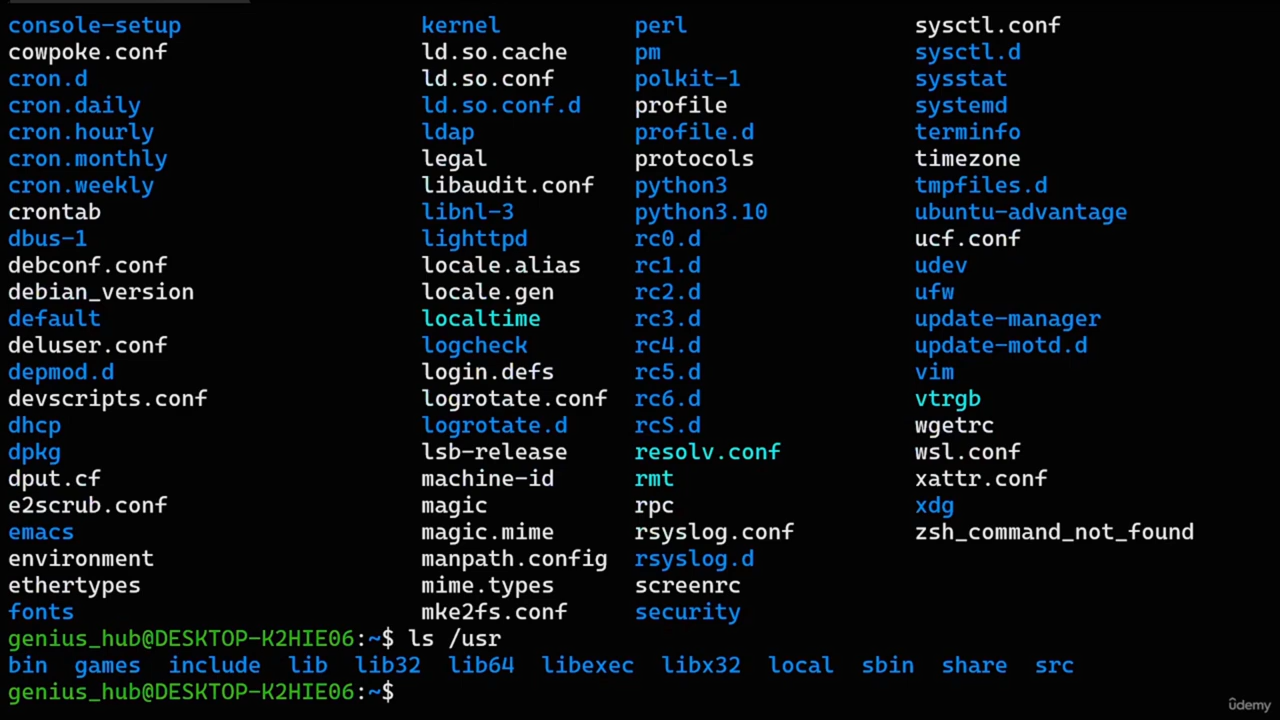 console-setup kernel perl sysctl.conf
cowpoke.conf ld.so.cache pm sysctl.d
cron.d ld.so.conf polkit-1 sysstat
cron.daily ld.so.conf.d profile systemd
cron.hourly ldap profile.d terminfo
cron.monthly legal protocols timezone
cron.weekly libaudit.conf python3 tmpfiles.d
crontab libnl-3 python3.10 ubuntu-advantage
dbus-1 lighttpd rc0.d ucf.conf
debconf.conf locale.alias rc1.d udev
debian_version locale.gen rc2.d ufw
default localtime rc3.d update-manager
deluser.conf logcheck rc4.d update-motd.d
depmod.d login.defs rc5.d vim
devscripts.conf logrotate.conf rc6.d vtrgb
dhcp logrotate.d rcS.d wgetrc
dpkg lsb-release resolv.conf wsl.conf
dput.cf machine-id rmt xattr.conf
e2scrub.conf magic rpc xdg
emacs magic.mime rsyslog.conf zsh_command_not_found
environment manpath.config rsyslog.d
ethertypes mime.types screenrc
fonts mke2fs.conf security
genius_hub@DESKTOP-K2HIE06:~$ ls /usr
bin games include lib lib32 lib64 libexec libx32 local sbin share src
genius_hub@DESKTOP-K2HIE06:~$
ûdemy